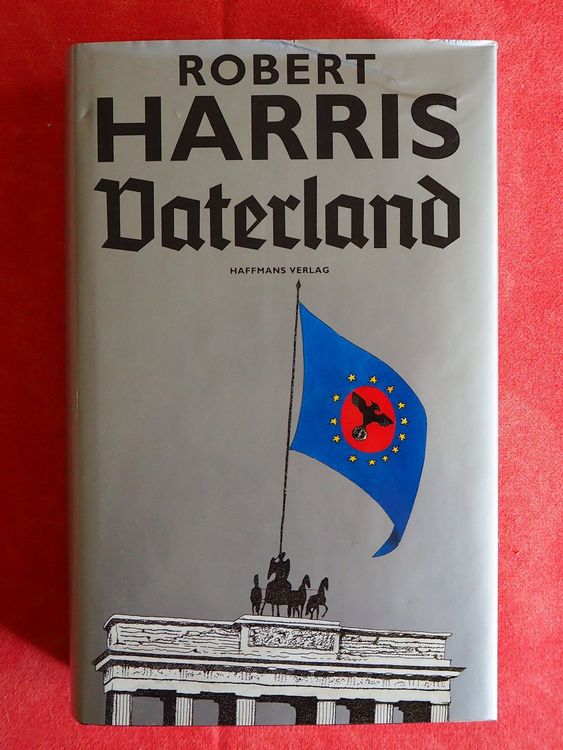 ROBERT
HARRIS
Vaterland
HAFFMANS VERLAG